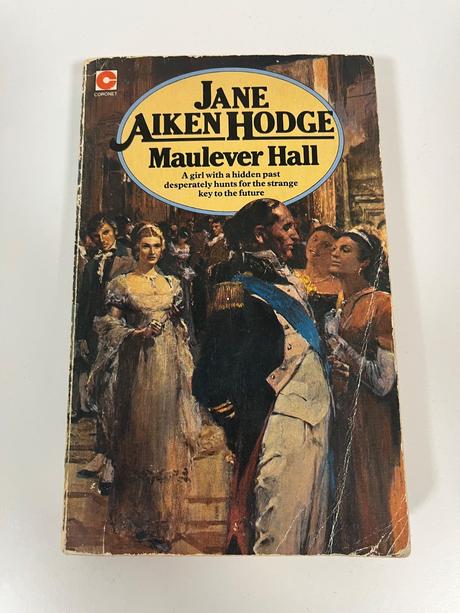 CORONET
JANE
AIKEN HODGE
Maulever Hall
A girl with a hidden past
desperately hunts for the strange
key to the future